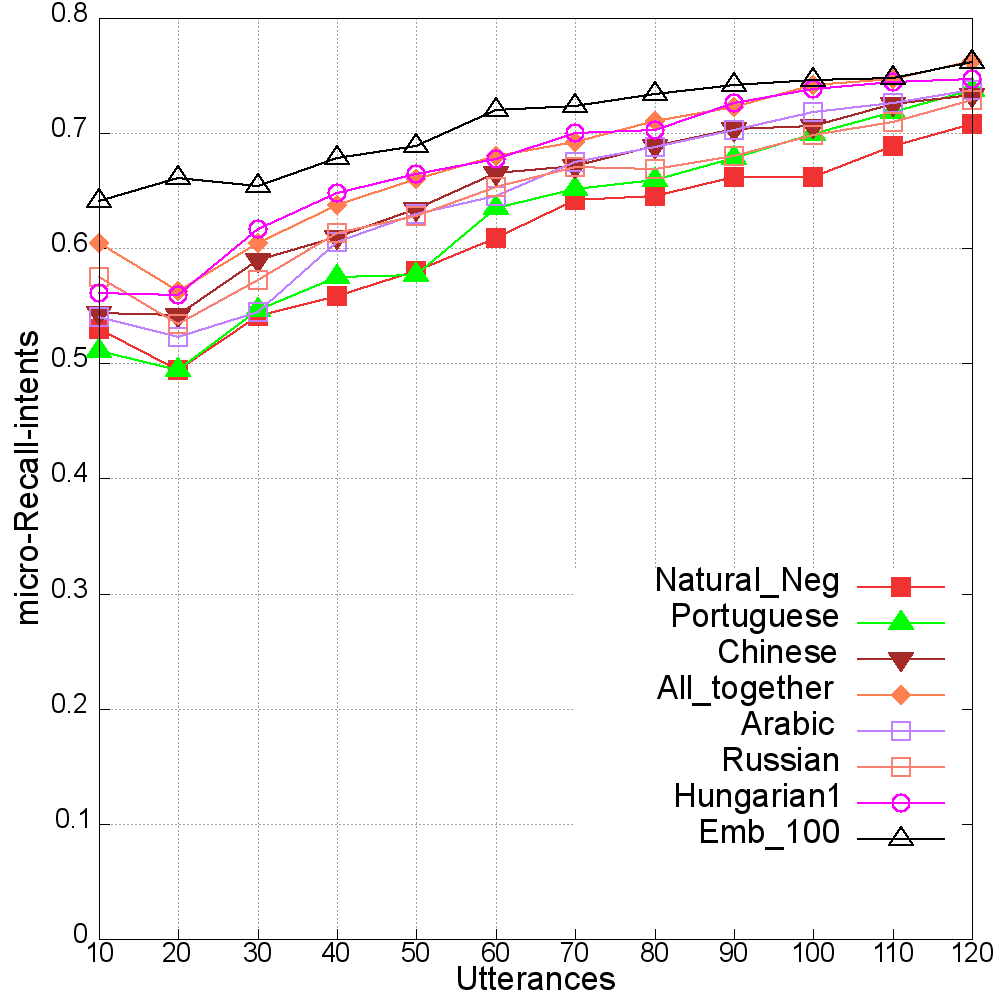 0.8
0.7
0.6
0.5
0.4
0.3
0.2
0.1
0
micro-Recall-intents
Natural_Neg
Portuguese
Chinese
All_together
Arabic
Russian
Hungarian1
Emb_100
10 20 30 40 50 60 70 80 90 100 110 120
Utterances